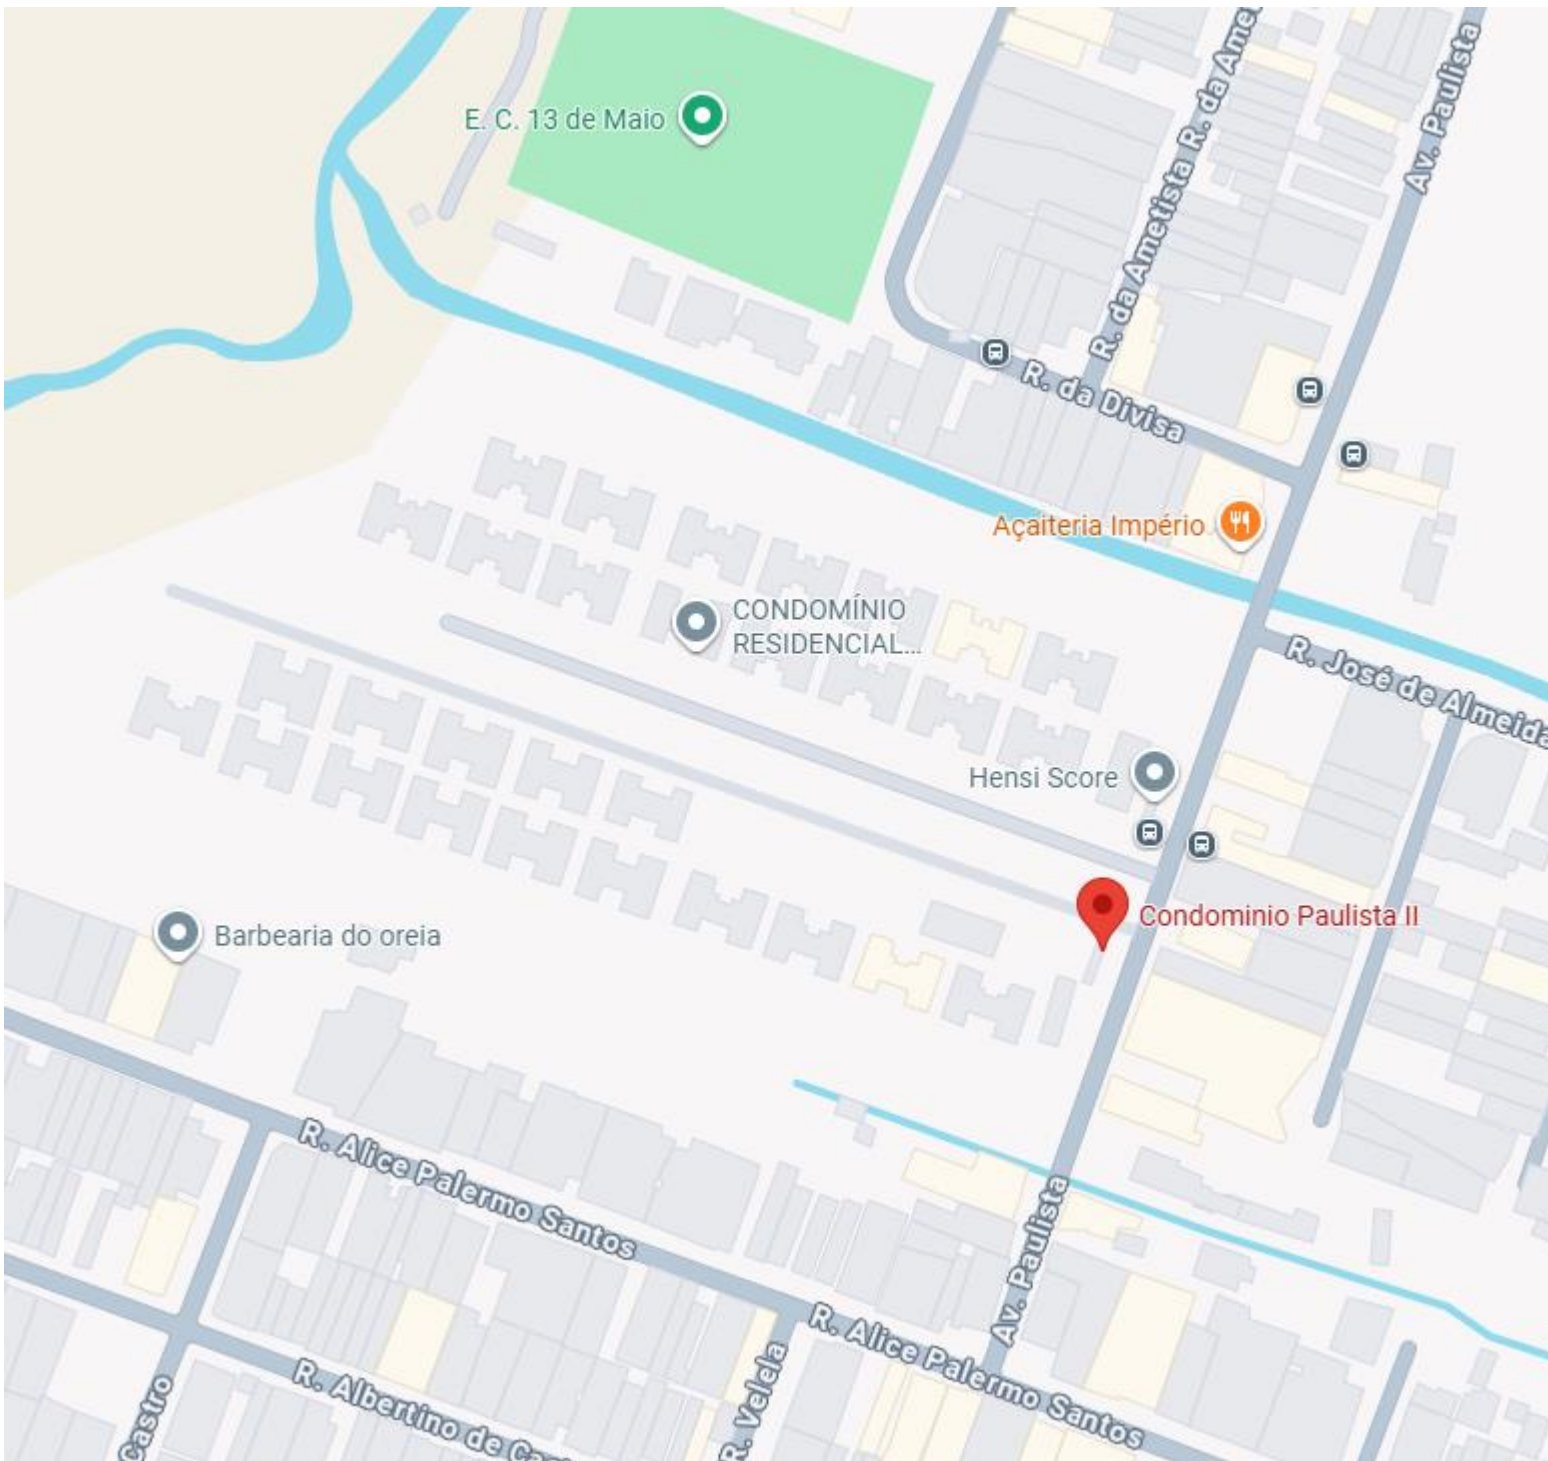 R. da Ametista
R. da Ame
Av. Paulista
E. C. 13 de Maio
R. da Divisa
Açaiteria Império
CONDOMÍNIO
RESIDENCIAL...
R. José de Almeida
Hensi Score
Condominio Paulista II
Barbearia do oreia
R. Alice Palermo Santos
Av. Paulista
R. Alice Palermo Santos
R. Velela
R. Albertino de Ca
Castro